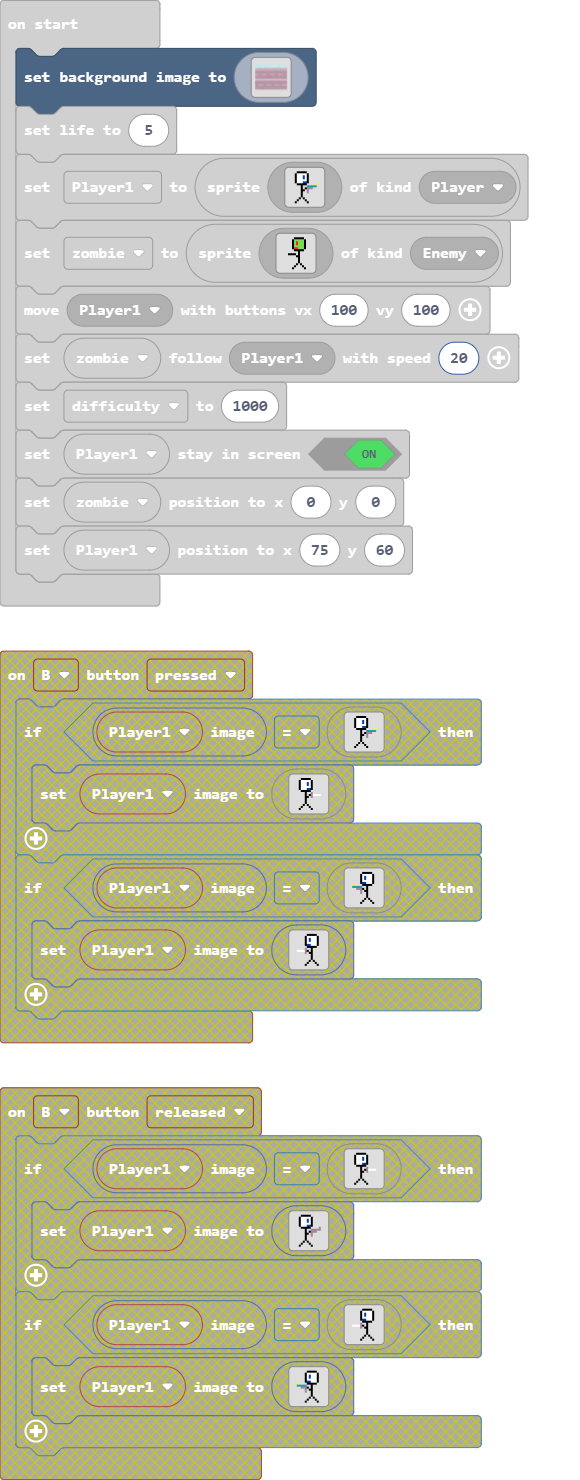 on start
set background image to
set life to 5
set Player1 to sprite of kind Player
set zombie to sprite of kind Enemy
move Player1 with buttons vx 100 vy 100
set zombie follow Player1 with speed 20
set difficulty to 1000
set Player1 stay in screen ON
set zombie position to x 0 y 0
set Player1 position to x 75 y 60
on B button pressed
if Player1 image = then
set Player1 image to
if Player1 image = then
set Player1 image to
on B button released
if Player1 image = then
set Player1 image to
if Player1 image = then
set Player1 image to